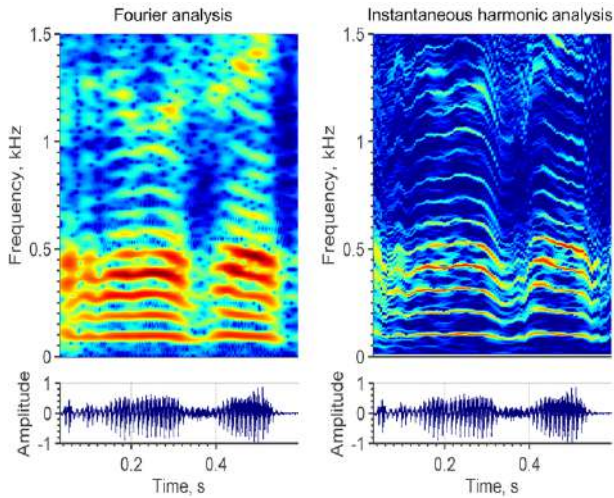 Fourier analysis
Instantaneous harmonic analysis
1.5
1
0.5
0
Frequency, kHz
1.5
1
0.5
0
Frequency, kHz
1
0
-1
Amplitude
0.2 0.4
Time, s
1
0
-1
Amplitude
0.2 0.4
Time, s